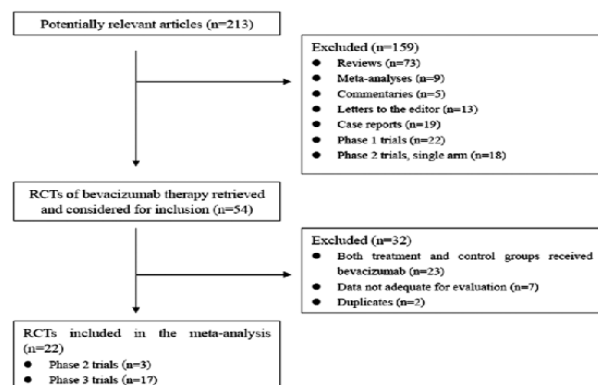 Potentially relevant articles (n=213)
Excluded (n=159)
● Reviews (n=73)
● Meta-analyses (n=9)
● Commentaries (n=5)
● Letters to the editor (n=13)
● Case reports (n=19)
● Phase 1 trials (n=22)
● Phase 2 trials, single arm (n=18)
RCTs of bevacizumab therapy retrieved
and considered for inclusion (n=54)
Excluded (n=32)
● Both treatment and control groups received
bevacizumab (n=23)
● Data not adequate for evaluation (n=7)
● Duplicates (n=2)
RCTs included in the meta-analysis
(n=22)
● Phase 2 trials (n=3)
● Phase 3 trials (n=17)